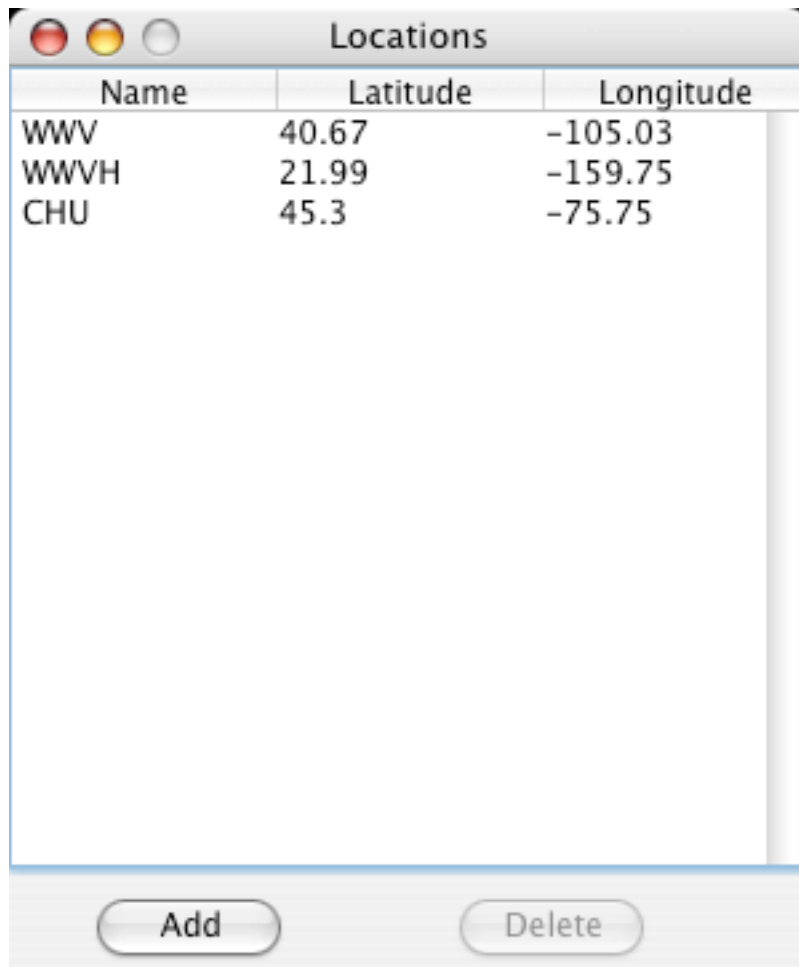 Locations
Name Latitude Longitude
WWV 40.67 -105.03
WWVH 21.99 -159.75
CHU 45.3 -75.75
Add Delete